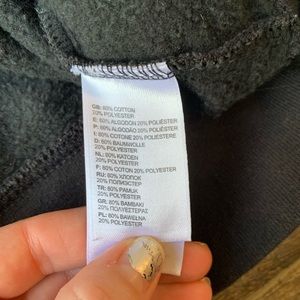 GB: 80% COTTON
20% POLYESTER
E: 80% ALGODON 20% POLIÉSTER
P: 80% ALGODÃO 20% POLIÉSTER
I: 80% COTONE 20% POLIESTERE
D: 80% BAUMWOLLE
20% POLYESTER
NL: 80% KATOEN
20% POLYESTER
F: 80% COTON 20% POLYESTER
RU: 80% ХЛОПОК
20% ПОЛИЭСТЕР
TR: 80% PAMUK
20% POLYESTER
GR: 80% ΒΑΜΒΑΚΙ
20% ΠΟΛΥΕΣΤΕΡΑΣ
PL: 80% BAWEŁNA
20% POLYESTER